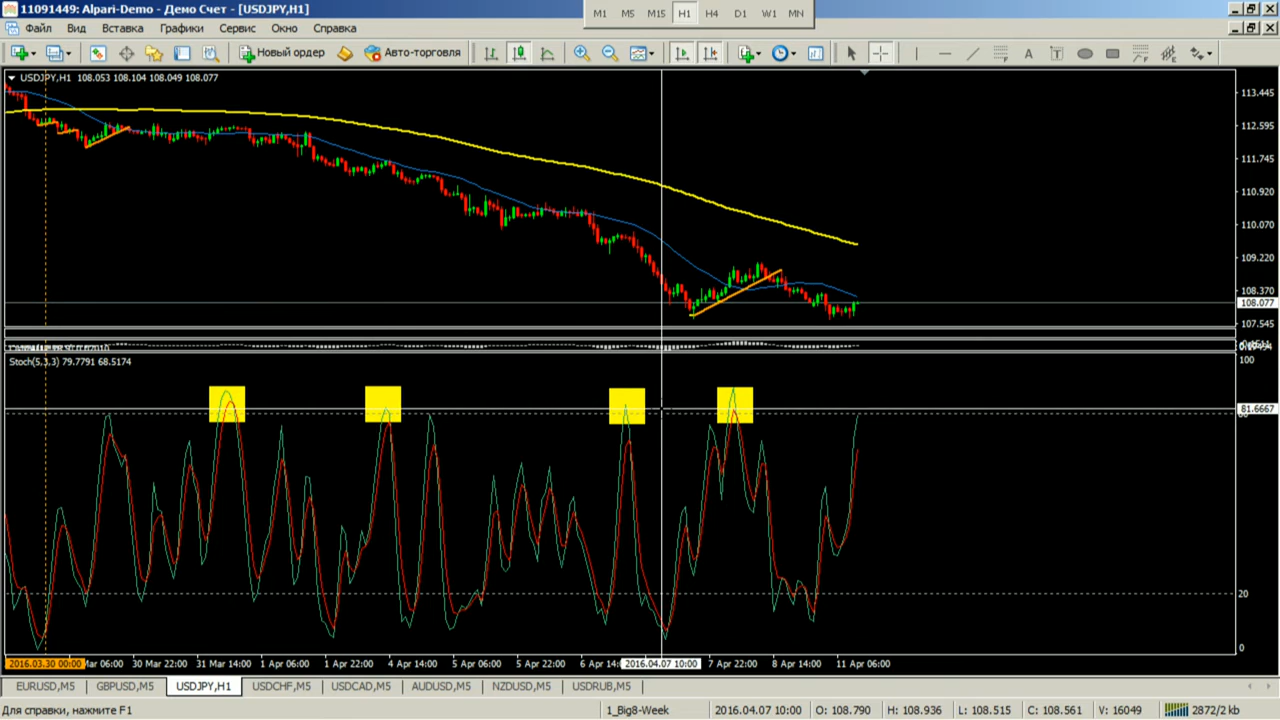 11091449: Alpari-Demo - Демо Счет - [USDJPY,H1]
M1 M5 M15 H1 H4 D1 W1 MN
Файл Вид Вставка Графики Сервис Окно Справка
Новый ордер Авто-торговля
A T
USDJPY,H1 108.053 108.104 108.049 108.077
113.445
112.595
111.745
110.920
110.070
109.220
108.370
108.077
107.545
Stoch(5,3,3) 79.7791 68.5174
100
81.6667
20
0
2016.03.30 00:00 Mar 06:00 30 Mar 22:00 31 Mar 14:00 1 Apr 06:00 1 Apr 22:00 4 Apr 14:00 5 Apr 06:00 5 Apr 22:00 6 Apr 14: 2016.04.07 10:00 7 Apr 22:00 8 Apr 14:00 11 Apr 06:00
EURUSD,M5 GBPUSD,M5 USDJPY,H1 USDCHF,M5 USDCAD,M5 AUDUSD,M5 NZDUSD,M5 USDRUB,M5
Для справки, нажмите F1 1_Big8-Week 2016.04.07 10:00 O: 108.790 H: 108.936 L: 108.515 C: 108.561 V: 16049 2872/2 kb